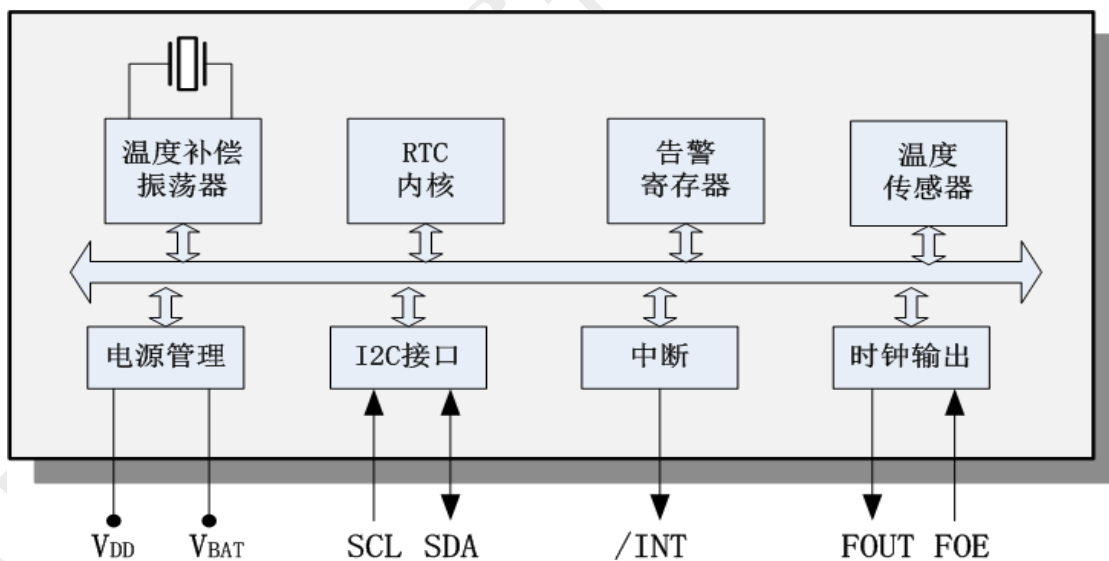 温度补偿
振荡器
RTC
内核
告警
寄存器
温度
传感器
电源管理
I2C接口
中断
时钟输出
VDD VBAT SCL SDA /INT FOUT FOE